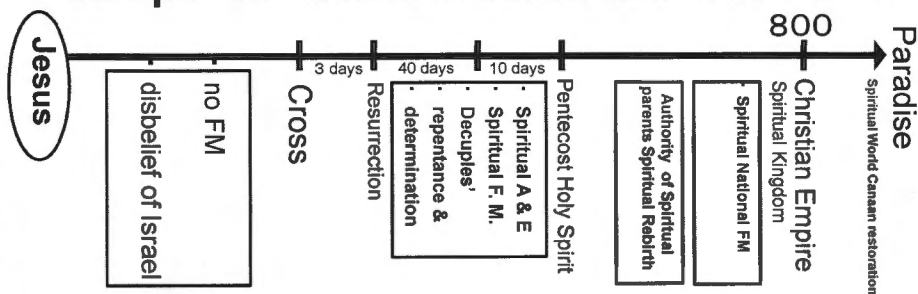 Jesus
· no FM
· disbelief of Israel
Cross
3 days
Resurrection
40 days
10 days
· Spiritual A & E
· Spiritual F. M.
· Decuples'
· repentance &
· determination
Pentecost Holy Spirit
Authority of Spiritual
parents Spiritual Rebirth
800
Christian Empire
Spiritual Kingdom
· Spiritual National FM
Paradise
Spiritual World Canaan restoration